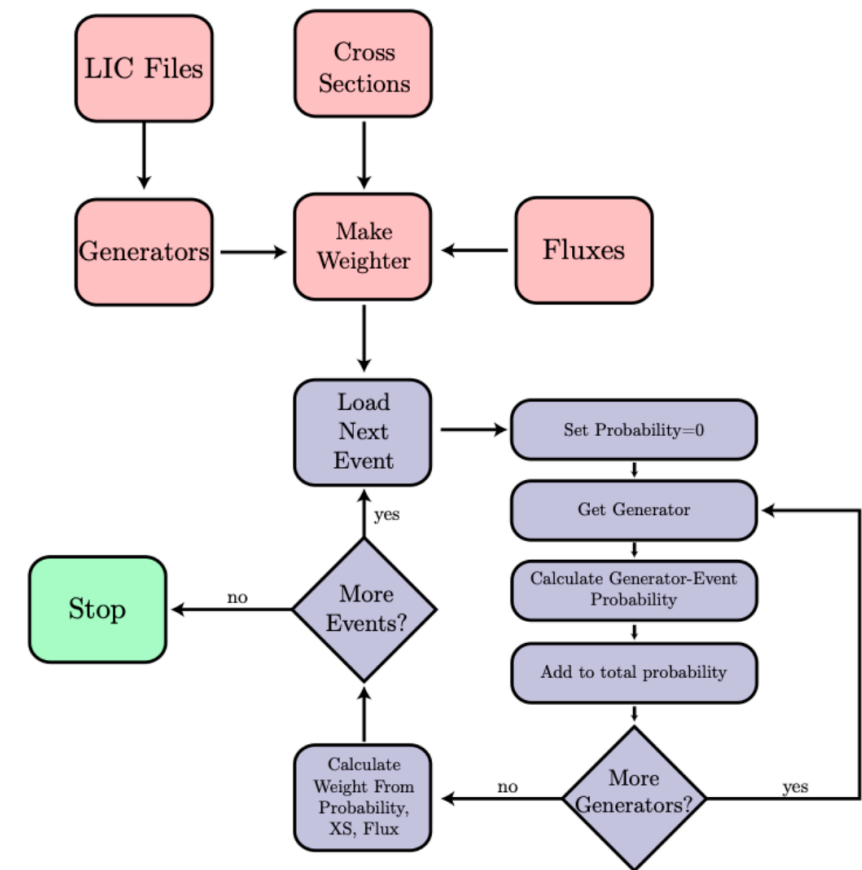 LIC Files
Cross
Sections
Generators
Make
Weighter
Fluxes
Load
Next
Event
Set Probability=0
yes
Get Generator
Calculate Generator-Event
Probability
Stop
no
More
Events?
Add to total probability
Calculate
Weight From
Probability,
XS, Flux
no
More
Generators?
yes